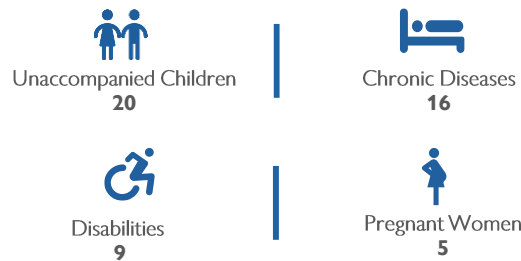 Unaccompanied Children
20
Chronic Diseases
16
Disabilities
9
Pregnant Women
5